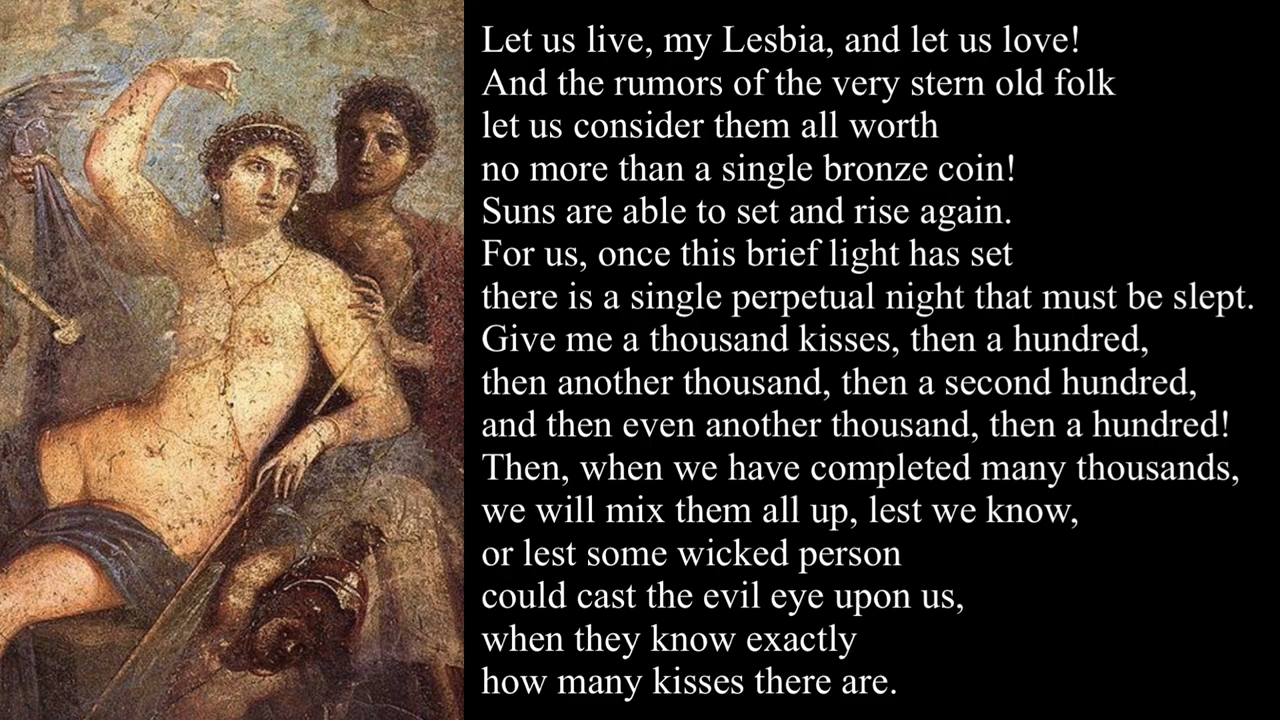 Let us live, my Lesbia, and let us love!
And the rumors of the very stern old folk
let us consider them all worth
no more than a single bronze coin!
Suns are able to set and rise again.
For us, once this brief light has set
there is a single perpetual night that must be slept.
Give me a thousand kisses, then a hundred,
then another thousand, then a second hundred,
and then even another thousand, then a hundred!
Then, when we have completed many thousands,
we will mix them all up, lest we know,
or lest some wicked person
could cast the evil eye upon us,
when they know exactly
how many kisses there are.